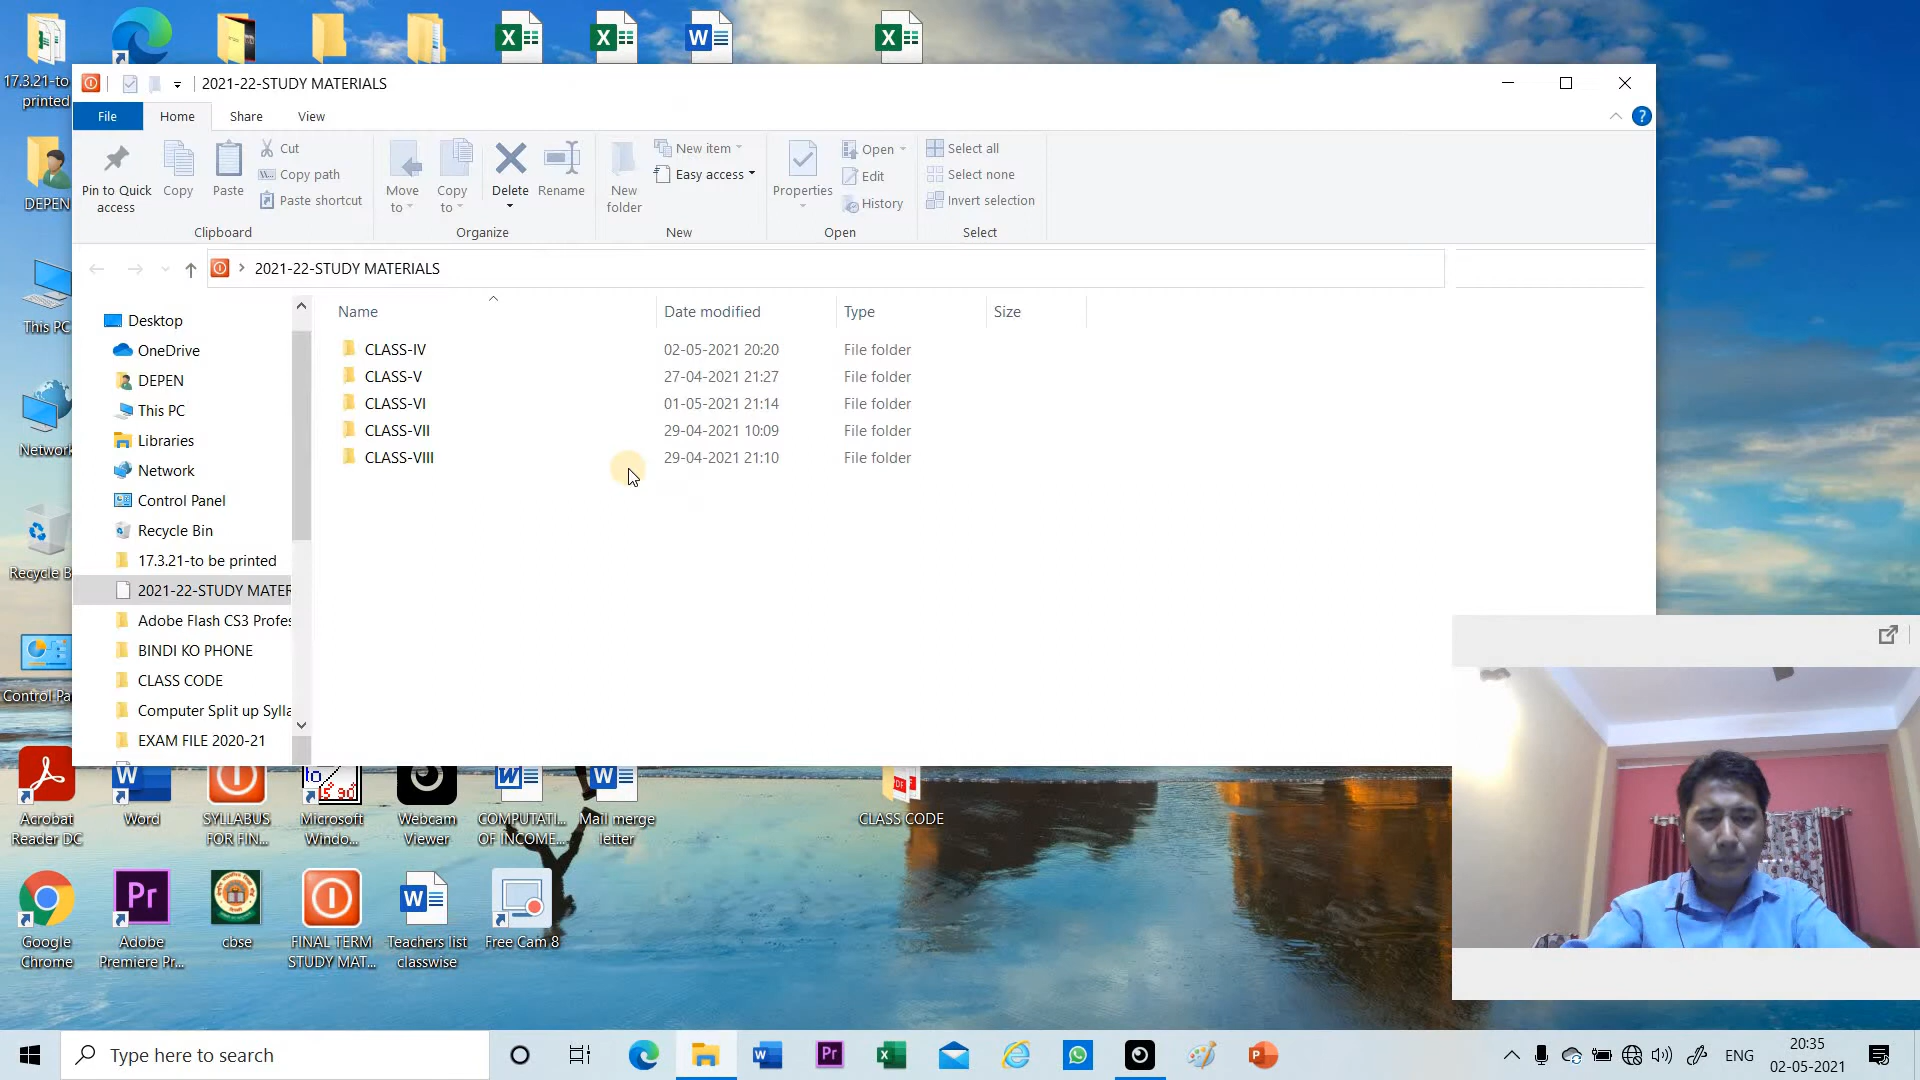 17.3.21-to
printed
DEPEN
This PC
Network
Control Pa
2021-22-STUDY MATERIALS
File
Home
Share
View
Pin to Quick
access
Copy
Paste
Cut
Copy path
Paste shortcut
Clipboard
Move
to
Copy
to
Delete
Rename
Organize
New
folder
New item
Easy access
New
Properties
Open
Edit
History
Open
Select all
Select none
Invert selection
Select
2021-22-STUDY MATERIALS
Desktop
OneDrive
DEPEN
This PC
Libraries
Network
Control Panel
Recycle Bin
17.3.21-to be printed
2021-22-STUDY MATER
Adobe Flash CS3 Profes
BINDI KO PHONE
CLASS CODE
Computer Split up Sylla
EXAM FILE 2020-21
Name
Date modified
Type
Size
CLASS-IV 02-05-2021 20:20 File folder
CLASS-V 27-04-2021 21:27 File folder
CLASS-VI 01-05-2021 21:14 File folder
CLASS-VII 29-04-2021 10:09 File folder
CLASS-VIII 29-04-2021 21:10 File folder
Recycle B
Acrobat
Reader DC
Word
SYLLABUS
FOR FIN...
Microsoft
Windo...
Webcam
Viewer
COMPUTATI...
OF INCOME...
Mail merge
letter
CLASS CODE
Google
Chrome
Adobe
Premiere Pr...
cbse
FINAL TERM
STUDY MAT...
Teachers list
classwise
Free Cam 8
Type here to search
ENG
20:35
02-05-2021